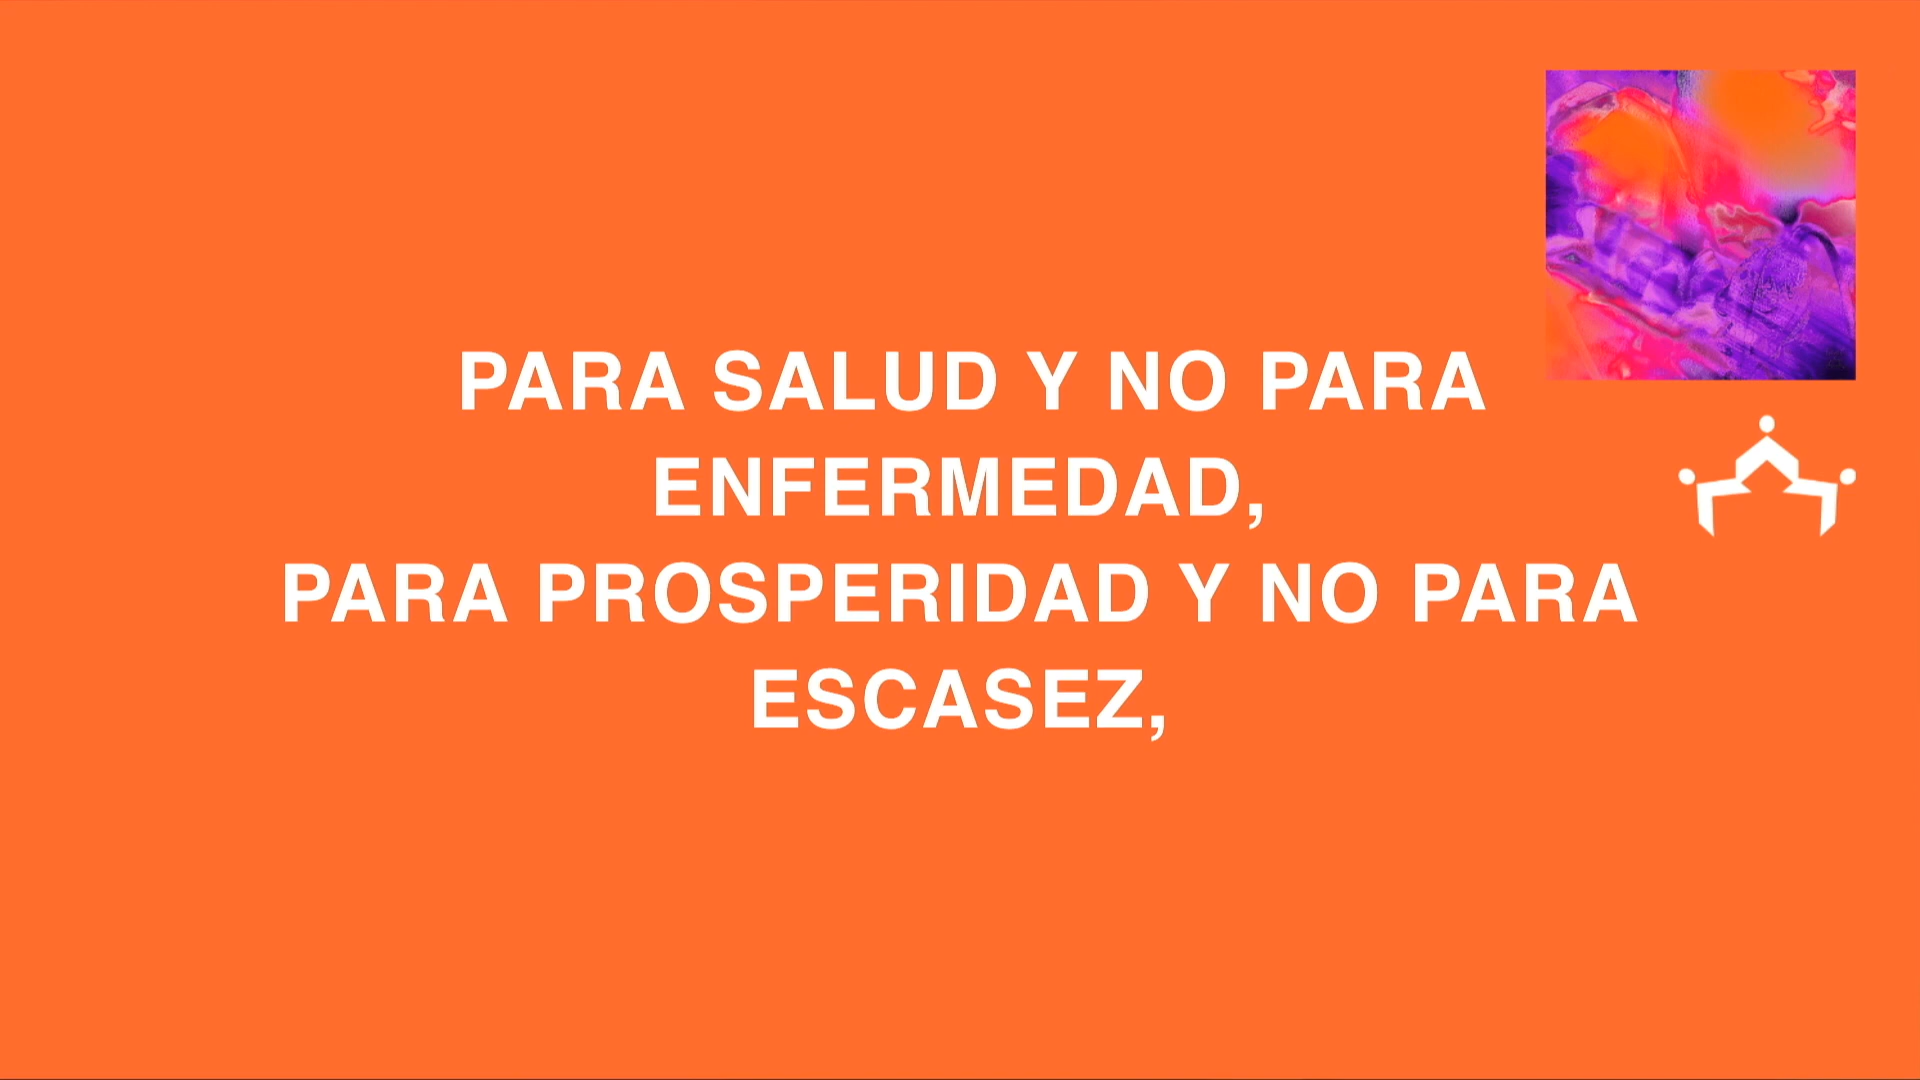 PARA SALUD Y NO PARA
ENFERMEDAD,
PARA PROSPERIDAD Y NO PARA
ESCASEZ,